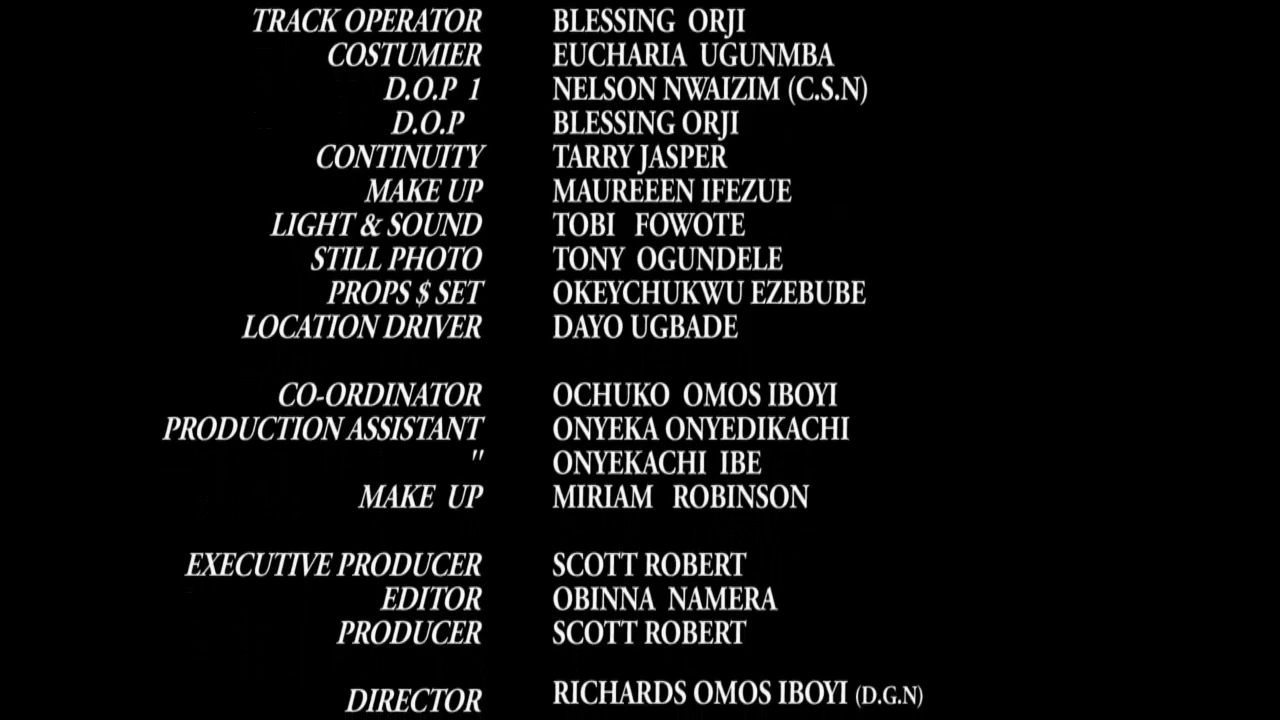 TRACK OPERATOR BLESSING ORJI
COSTUMIER EUCHARIA UGUNMBA
D.O.P 1 NELSON NWAIZIM (C.S.N)
D.O.P BLESSING ORJI
CONTINUITY TARRY JASPER
MAKE UP MAUREEEN IFEZUE
LIGHT & SOUND TOBI FOWOTE
STILL PHOTO TONY OGUNDELE
PROPS $ SET OKEYCHUKWU EZEBUBE
LOCATION DRIVER DAYO UGBADE
CO-ORDINATOR OCHUKO OMOS IBOYI
PRODUCTION ASSISTANT ONYEKA ONYEDIKACHI
" ONYEKACHI IBE
MAKE UP MIRIAM ROBINSON
EXECUTIVE PRODUCER SCOTT ROBERT
EDITOR OBINNA NAMERA
PRODUCER SCOTT ROBERT
DIRECTOR RICHARDS OMOS IBOYI (D.G.N)